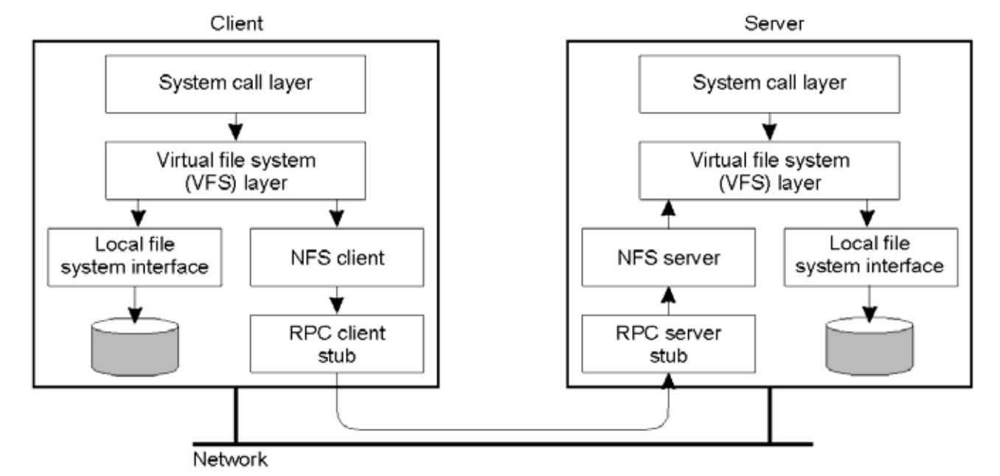 Client
System call layer
Virtual file system
(VFS) layer
Local file
system interface
NFS client
RPC client
stub
Server
System call layer
Virtual file system
(VFS) layer
NFS server
Local file
system interface
RPC server
stub
Network